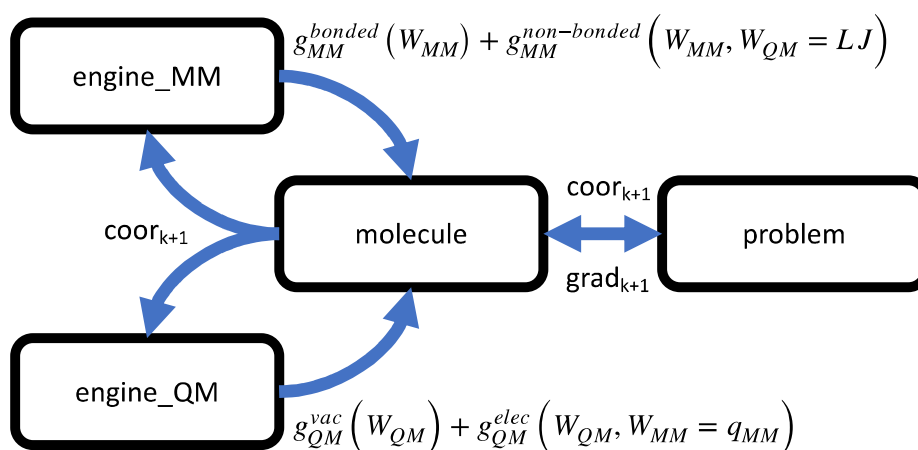 g_{MM}^{bonded}(W_{MM}) + g_{MM}^{non−bonded}(W_{MM}, W_{QM} = LJ)
engine_MM
coor_{k+1}
coor_{k+1}
molecule
problem
grad_{k+1}
engine_QM
g_{QM}^{vac}(W_{QM}) + g_{QM}^{elec}(W_{QM}, W_{MM} = q_{MM})